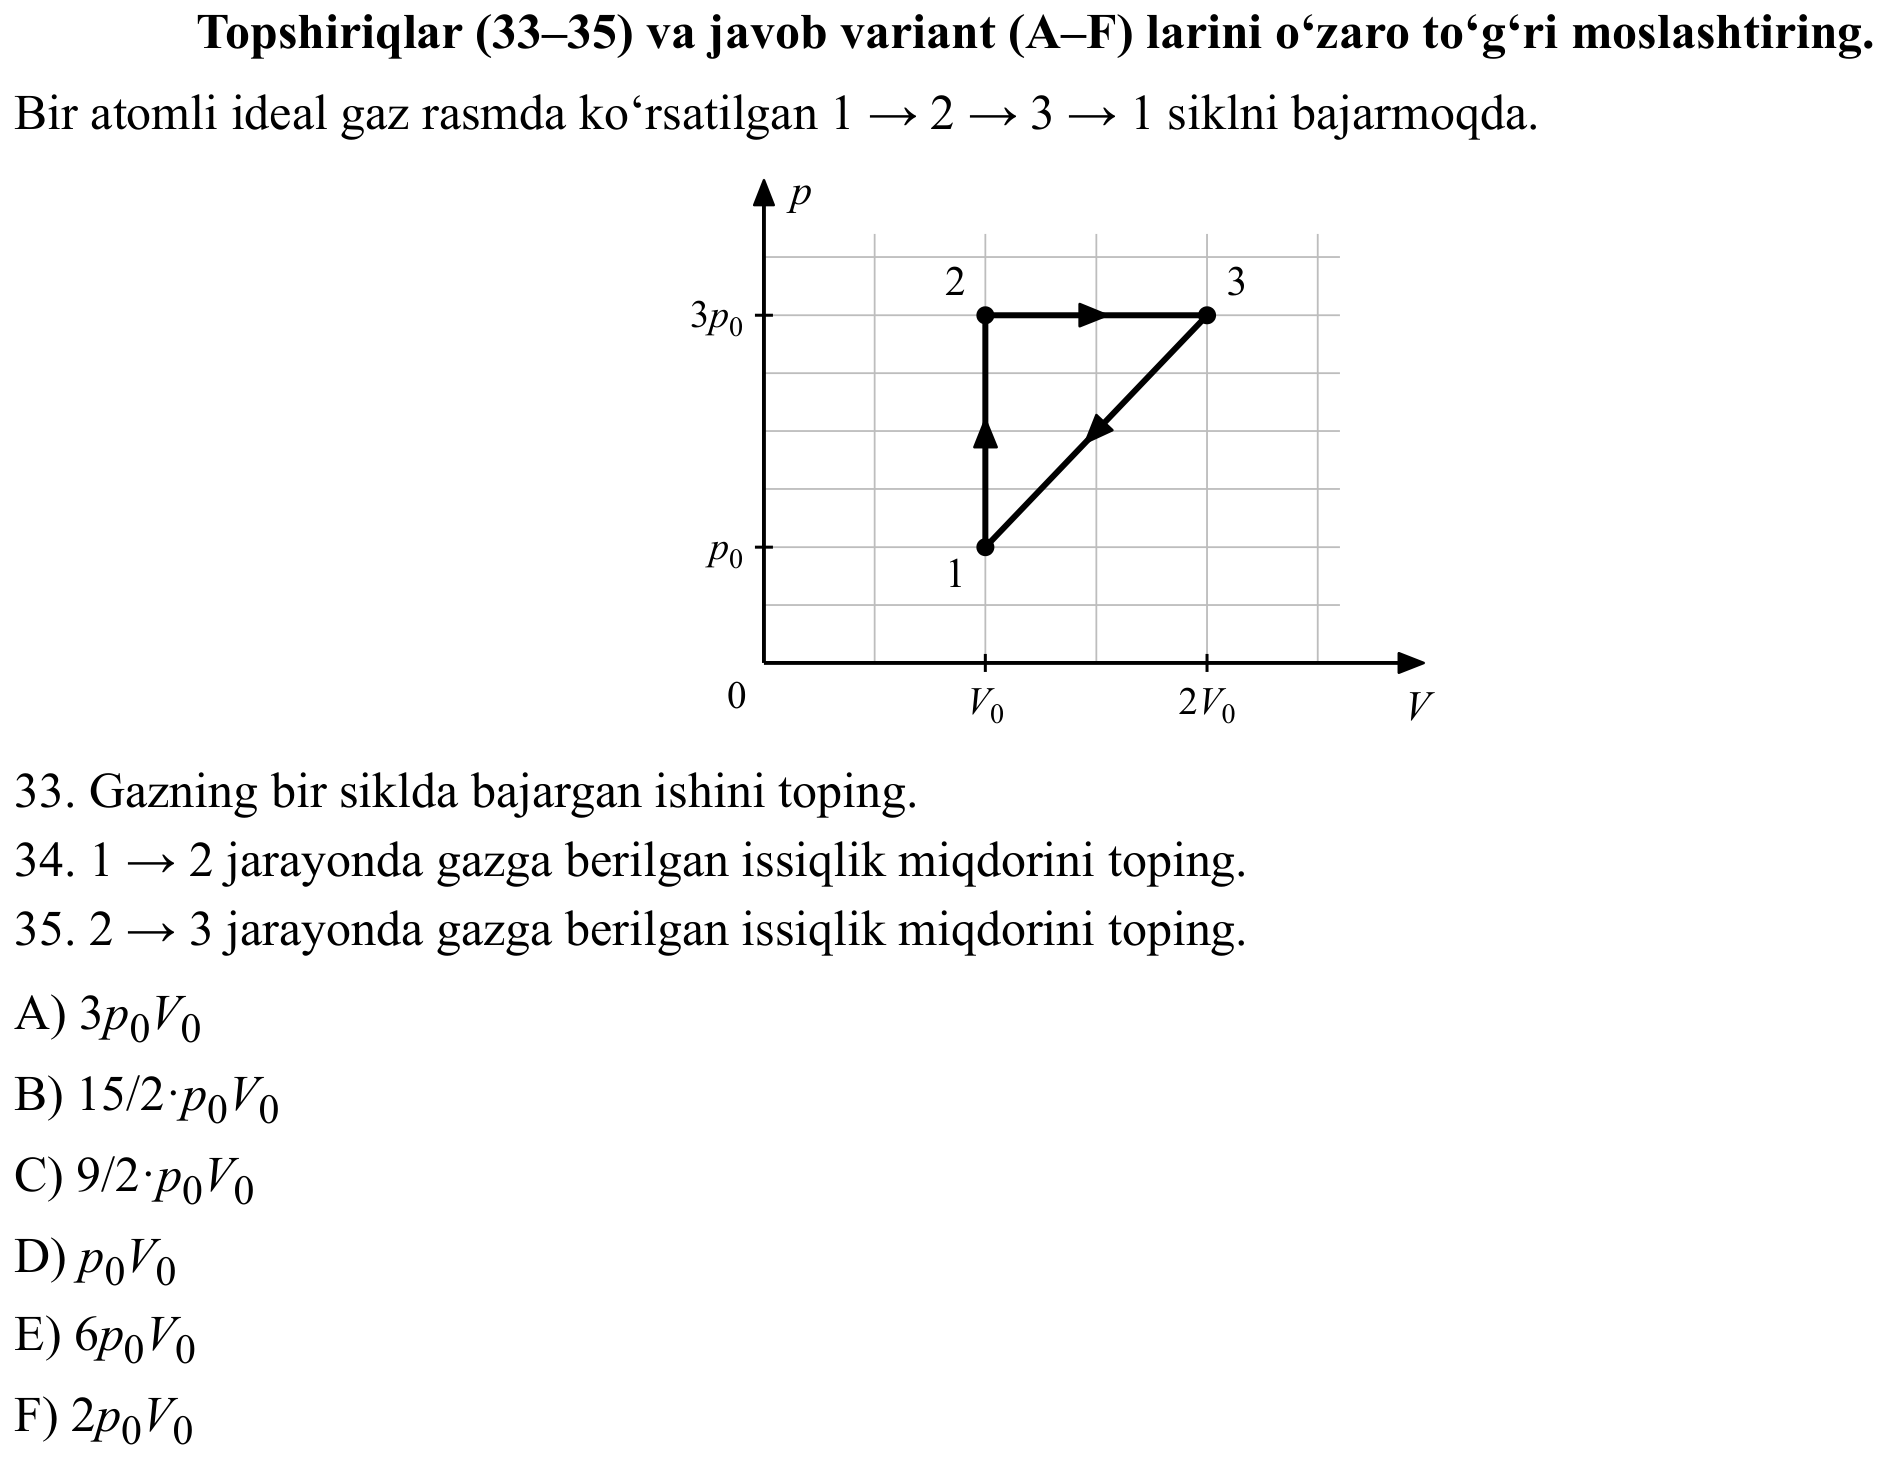 Topshiriqlar (33–35) va javob variant (A–F) larini o‘zaro to‘g‘ri moslashtiring.
Bir atomli ideal gaz rasmda ko‘rsatilgan 1 → 2 → 3 → 1 siklni bajarmoqda.
p
2
3
3p₀
p₀
1
0
V₀
2V₀
V
33. Gazning bir siklda bajargan ishini toping.
34. 1 → 2 jarayonda gazga berilgan issiqlik miqdorini toping.
35. 2 → 3 jarayonda gazga berilgan issiqlik miqdorini toping.
A) 3p₀V₀
B) 15/2·p₀V₀
C) 9/2·p₀V₀
D) p₀V₀
E) 6p₀V₀
F) 2p₀V₀